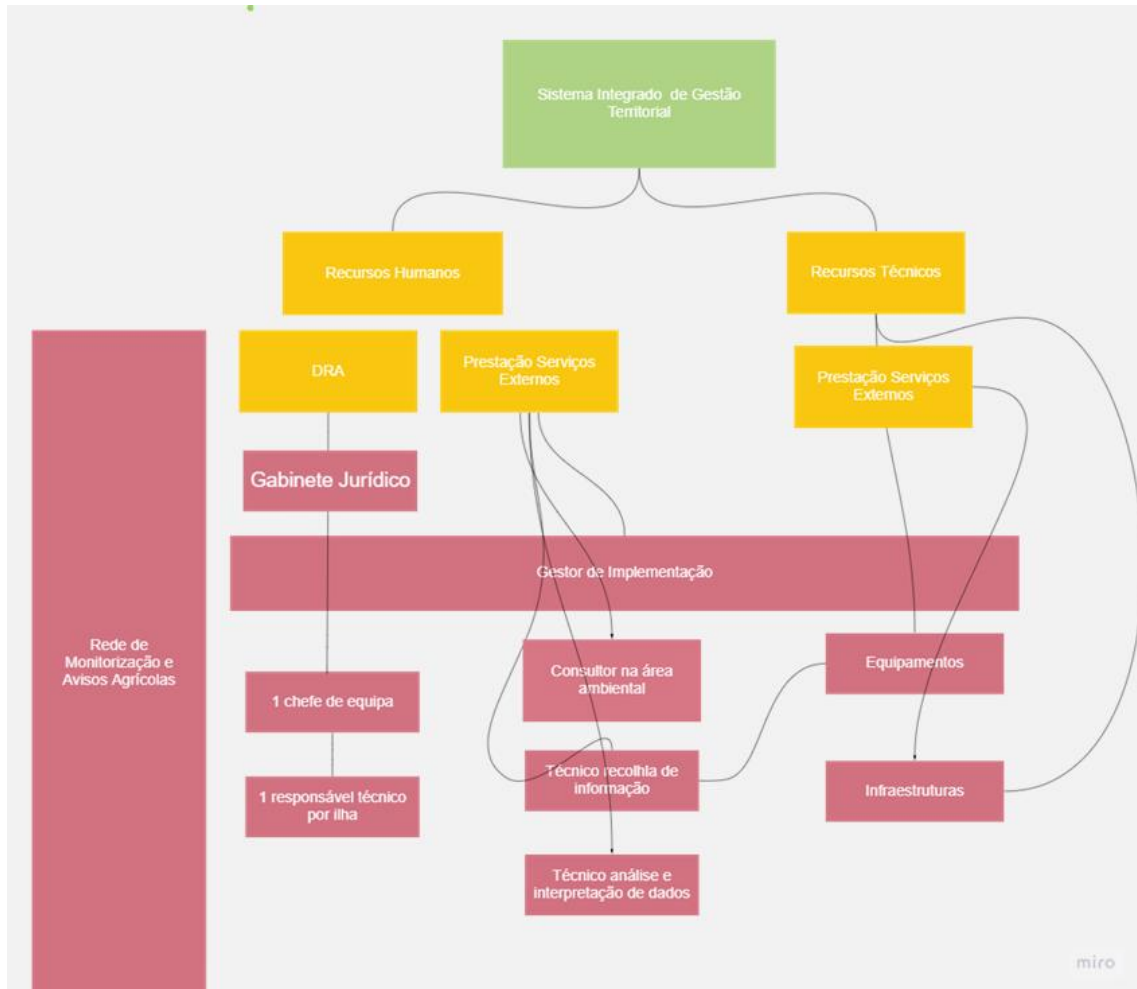 Sistema Integrado de Gestão
Territorial
Recursos Humanos
Recursos Técnicos
DRA
Prestação Serviços
Externos
Prestação Serviços
Externos
Gabinete Jurídico
Gestor de Implementação
Rede de
Monitorização e
Avisos Agrícolas
Consultor na área
ambiental
Equipamentos
1 chefe de equipa
Técnico recolhla de
informação
Infraestruturas
1 responsável técnico
por ilha
Técnico análise e
interpretação de dados
miro